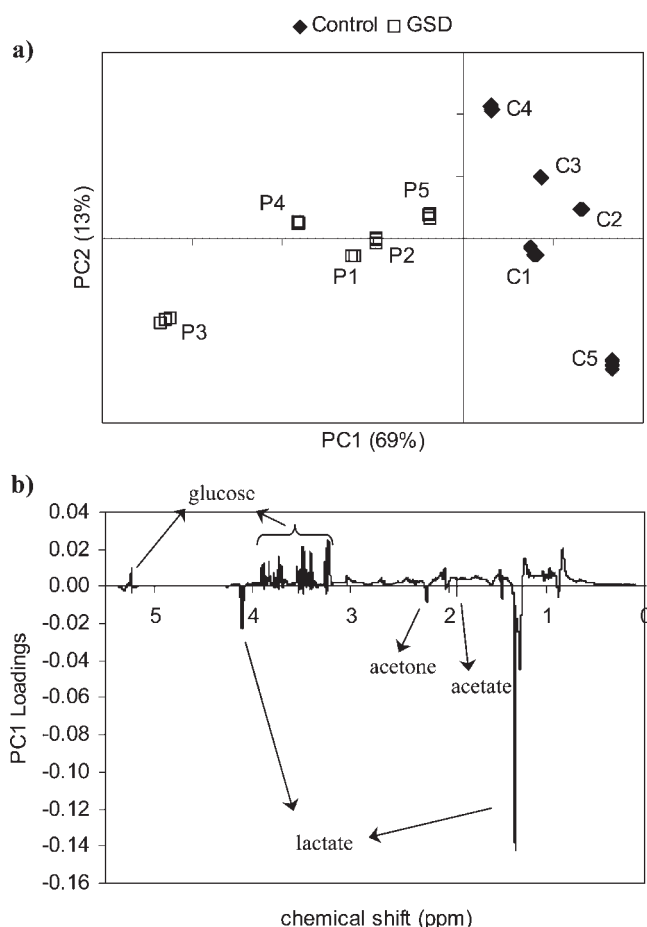 Control GSD
a)
C4
C3
P5
P4
C2
P2
P1
C1
P3
C5
PC2 (13%)
PC1 (69%)
b)
glucose
0.04
0.02
0.00
-0.02
-0.04
-0.06
-0.08
-0.10
-0.12
-0.14
-0.16
5 4 3 2 1 0
acetone
acetate
lactate
PC1 Loadings
chemical shift (ppm)